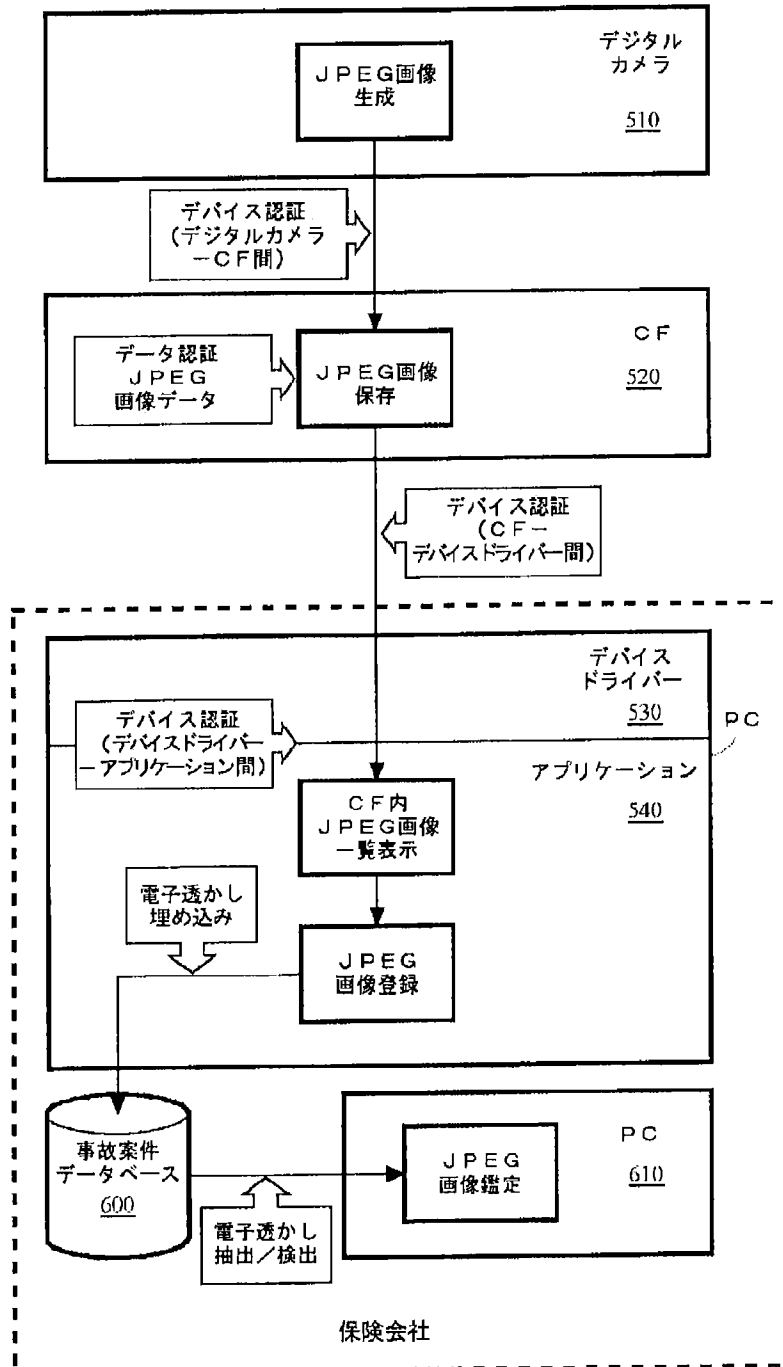 デジタル
カメラ
510
ＪＰＥＧ画像
生成
デバイス認証
(デジタルカメラ
－ＣＦ間)
ＣＦ
520
データ認証
ＪＰＥＧ
画像データ
ＪＰＥＧ画像
保存
デバイス認証
(ＣＦ－
デバイスドライバー間)
デバイス
ドライバー
530
ＰＣ
デバイス認証
(デバイスドライバー
－アプリケーション間)
アプリケーション
540
ＣＦ内
ＪＰＥＧ画像
一覧表示
電子透かし
埋め込み
ＪＰＥＧ
画像登録
事故案件
データベース
600
ＰＣ
610
ＪＰＥＧ
画像鑑定
電子透かし
抽出／検出
保険会社